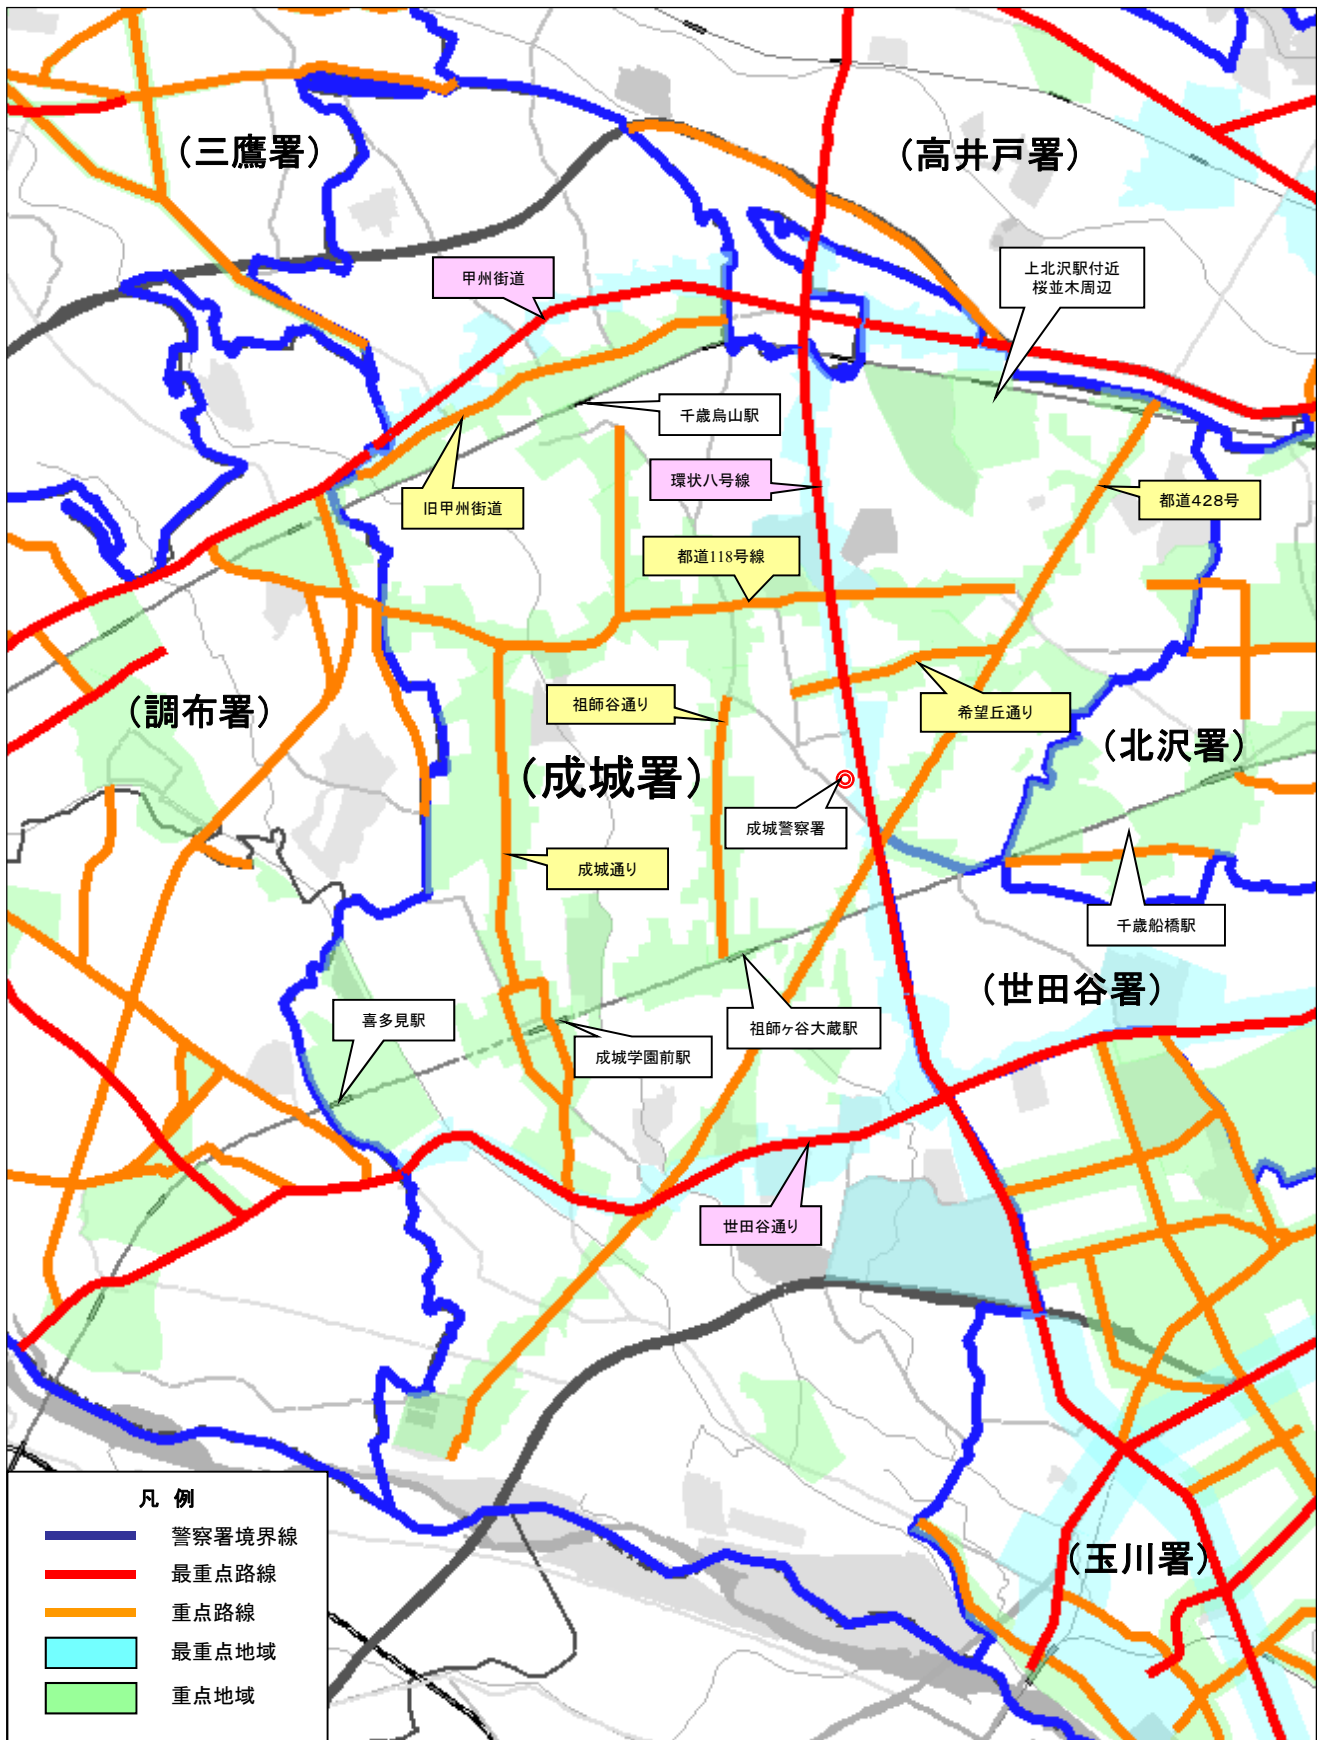 （三鷹署）
（高井戸署）
甲州街道
上北沢駅付近
桜並木周辺
千歳烏山駅
環状八号線
旧甲州街道
都道428号
都道118号線
祖師谷通り
希望丘通り
（調布署）
（成城署）
（北沢署）
成城警察署
成城通り
千歳船橋駅
（世田谷署）
喜多見駅
祖師ヶ谷大蔵駅
成城学園前駅
世田谷通り
（玉川署）
凡 例
警察署境界線
最重点路線
重点路線
最重点地域
重点地域